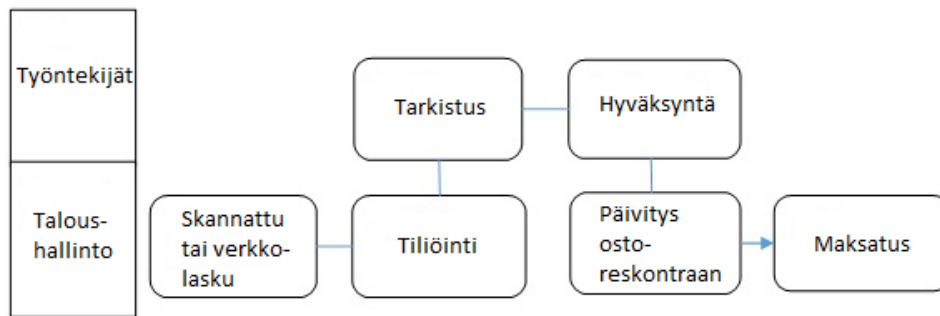 Työntekijät
Tarkistus
Hyväksyntä
Talous-
hallinto
Skannattu
tai verkko-
lasku
Tiliöinti
Päivitys
osto-
reskontraan
Maksatus